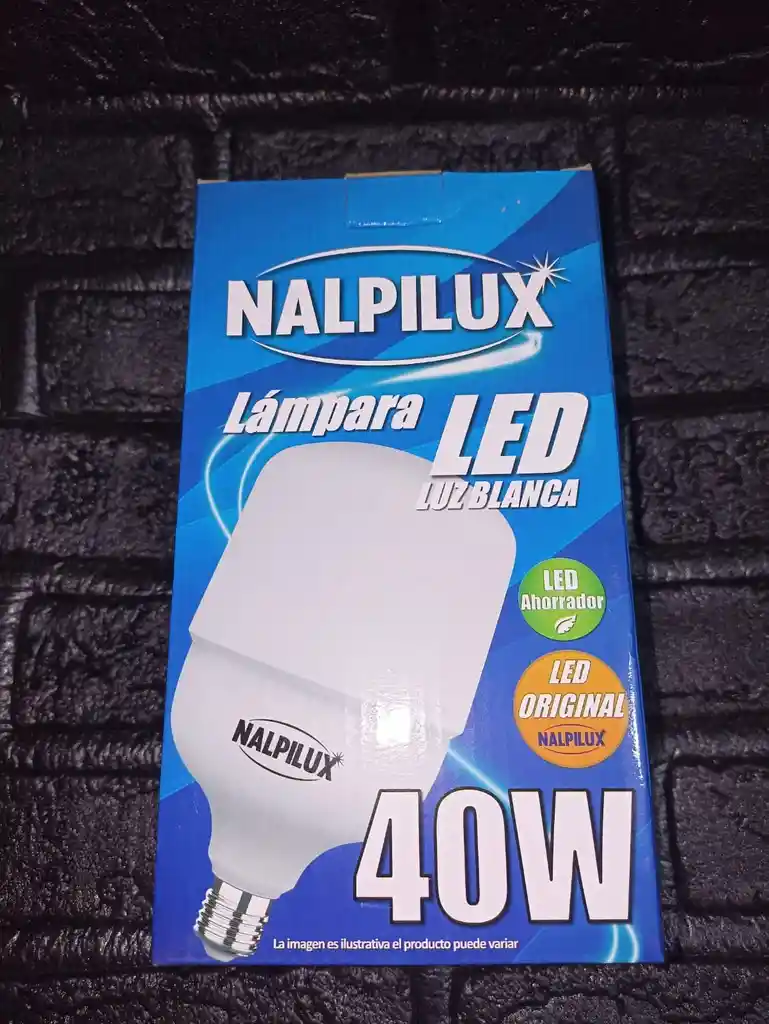 NALPILUX
Lámpara LED
LUZ BLANCA
LED
Ahorrador
LED
ORIGINAL
NALPILUX
NALPILUX
40W
La imagen es ilustrativa el producto puede variar